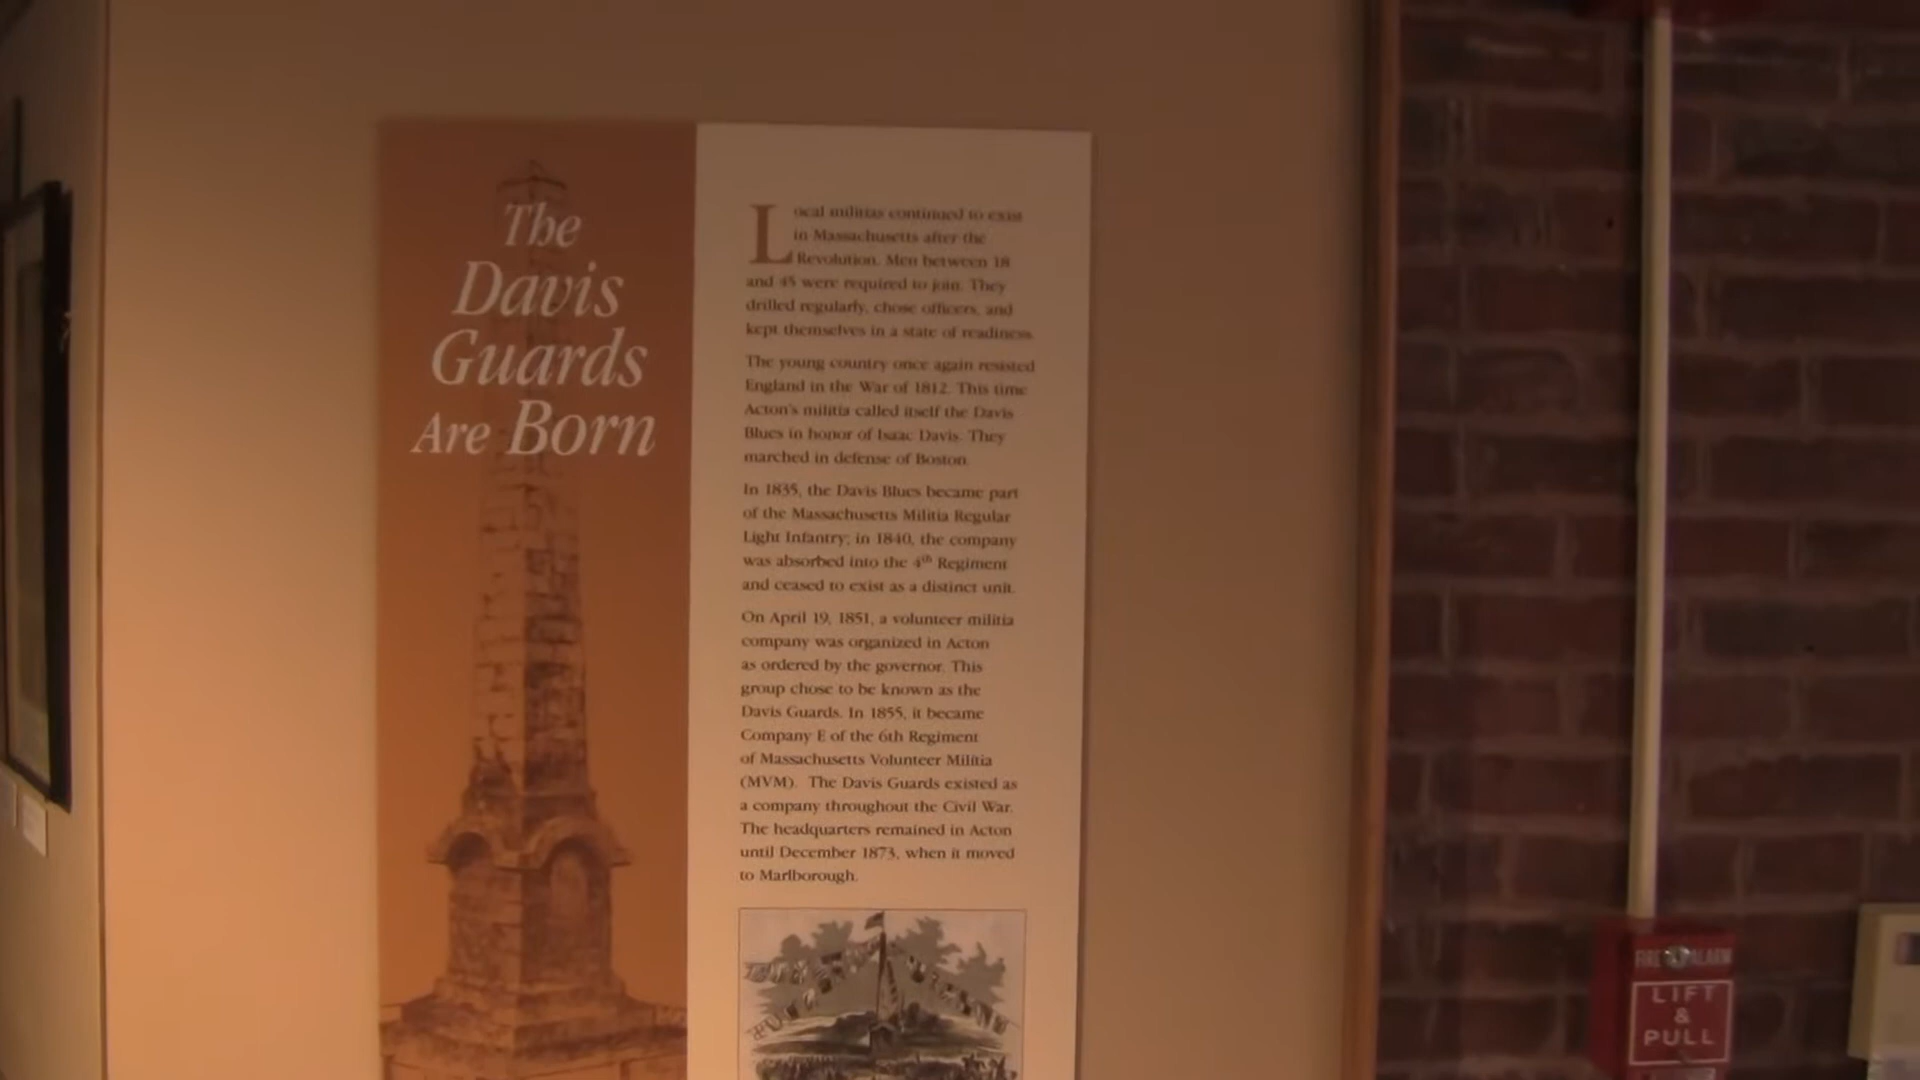 The
Davis
Guards
Are Born
Local militias continued to exist
in Massachusetts after the
Revolution. Men between 18
and 45 were required to join. They
drilled regularly, chose officers, and
kept themselves in a state of readiness.
The young country once again resisted
England in the War of 1812. This time
Acton's militia called itself the Davis
Blues in honor of Isaac Davis. They
marched in defense of Boston.
In 1835, the Davis Blues became part
of the Massachusetts Militia Regular
Light Infantry; in 1840, the company
was absorbed into the 4th Regiment
and ceased to exist as a distinct unit.
On April 19, 1851, a volunteer militia
company was organized in Acton
as ordered by the governor. This
group chose to be known as the
Davis Guards. In 1855, it became
Company E of the 6th Regiment
of Massachusetts Volunteer Militia
(MVM). The Davis Guards existed as
a company throughout the Civil War.
The headquarters remained in Acton
until December 1873, when it moved
to Marlborough.
FIRE ALARM
LIFT
&
PULL